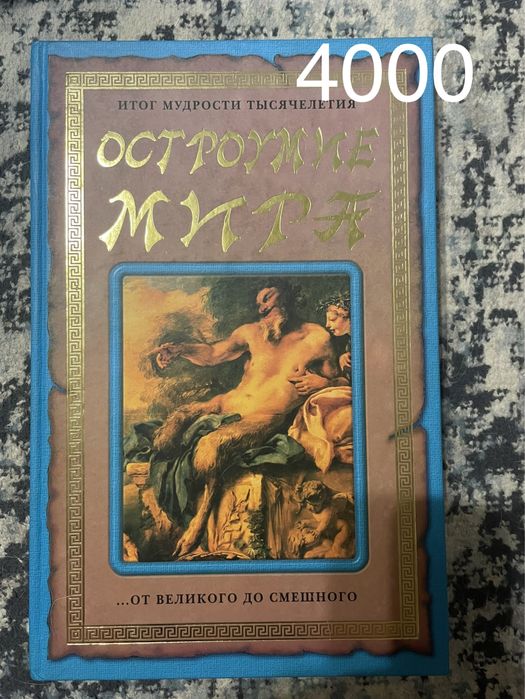 4000
ИТОГ МУДРОСТИ ТЫСЯЧЕЛЕТИЯ
ОСТРОУМИЕ
МИРА
...ОТ ВЕЛИКОГО ДО СМЕШНОГО